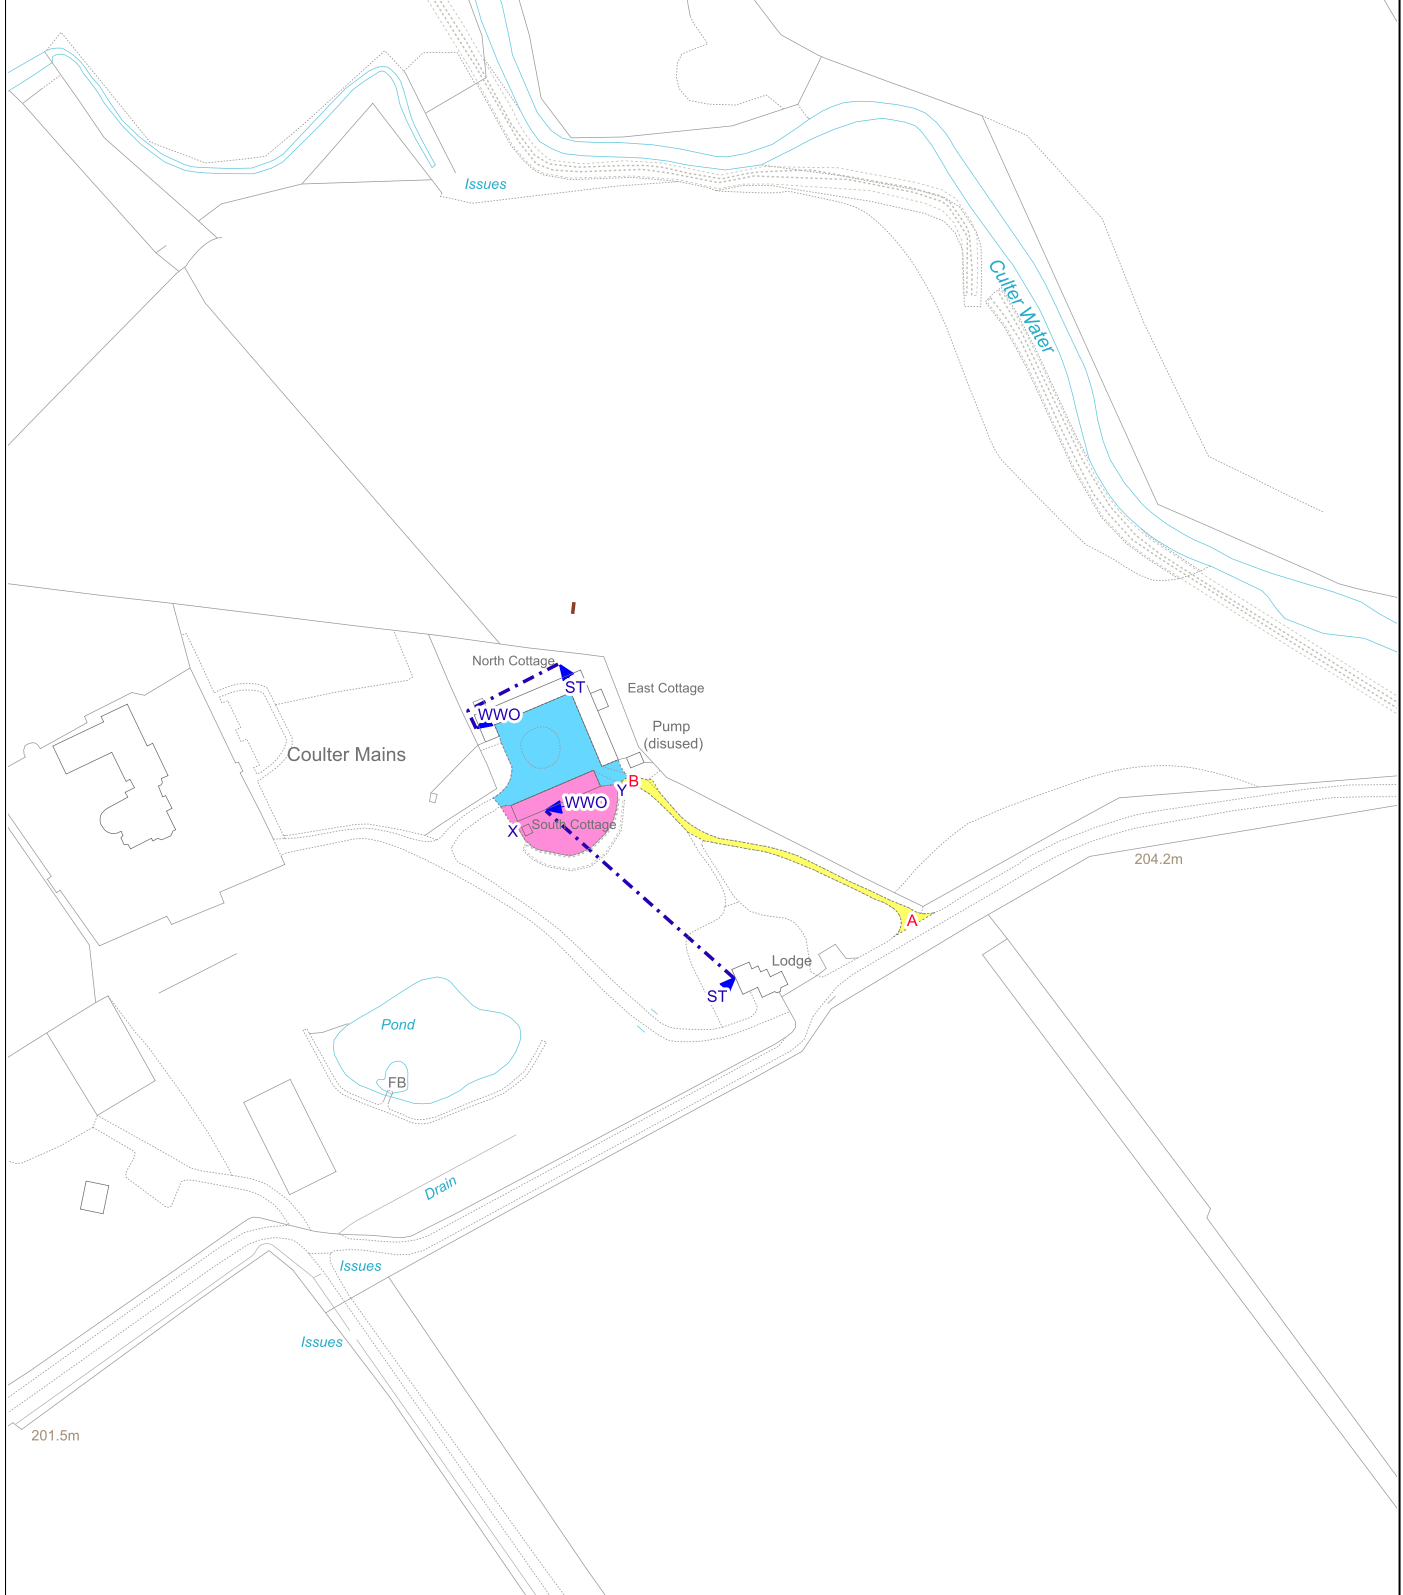 Issues
Culter Water
North Cottage
ST
East Cottage
WWO
Pump
(disused)
Coulter Mains
B
Y
WWO
X
South Cottage
204.2m
A
Lodge
ST
Pond
FB
Drain
Issues
Issues
201.5m